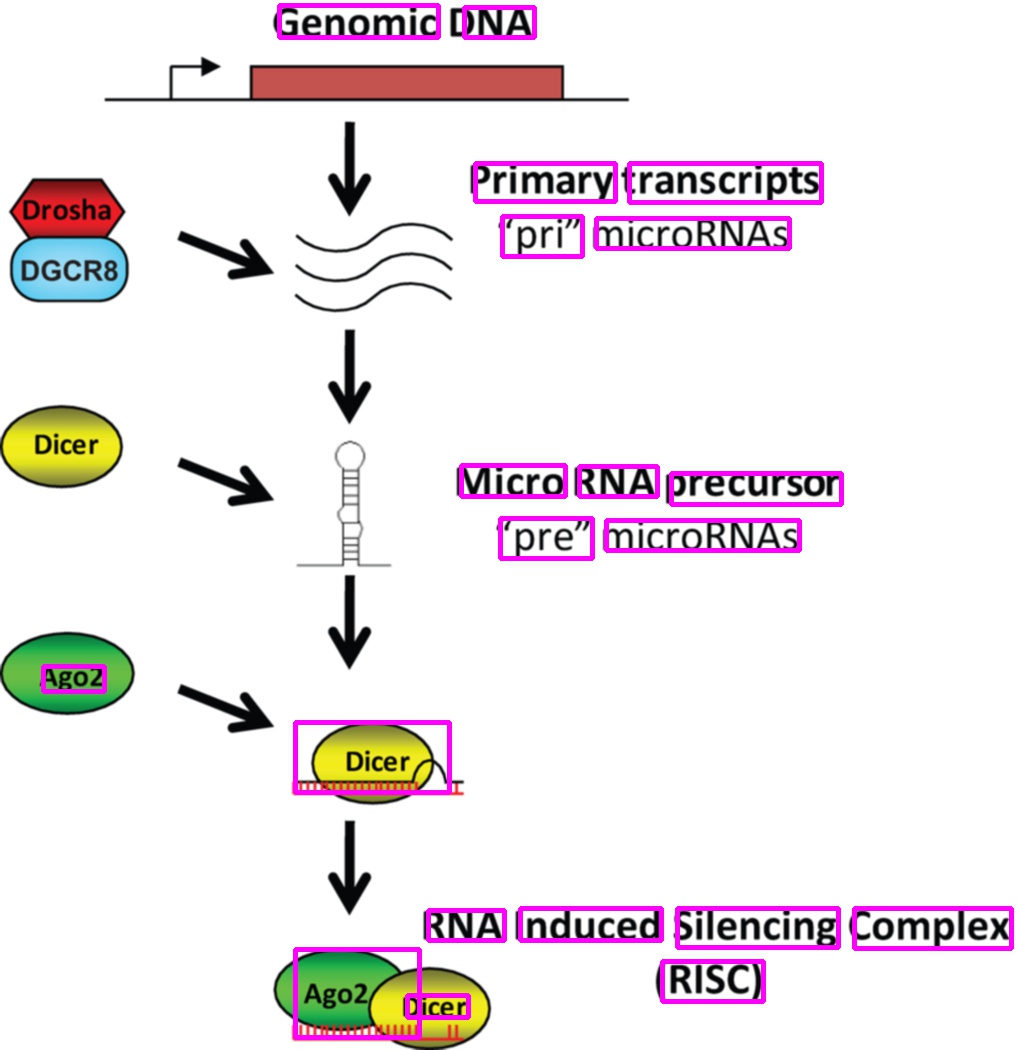 Genomic DNA
Primary transcripts
“pri” microRNAs
Drosha
DGCR8
Dicer
Micro RNA precursor
“pre” microRNAs
Ago2
Dicer
RNA Induced Silencing Complex
(RISC)
Ago2
Dicer